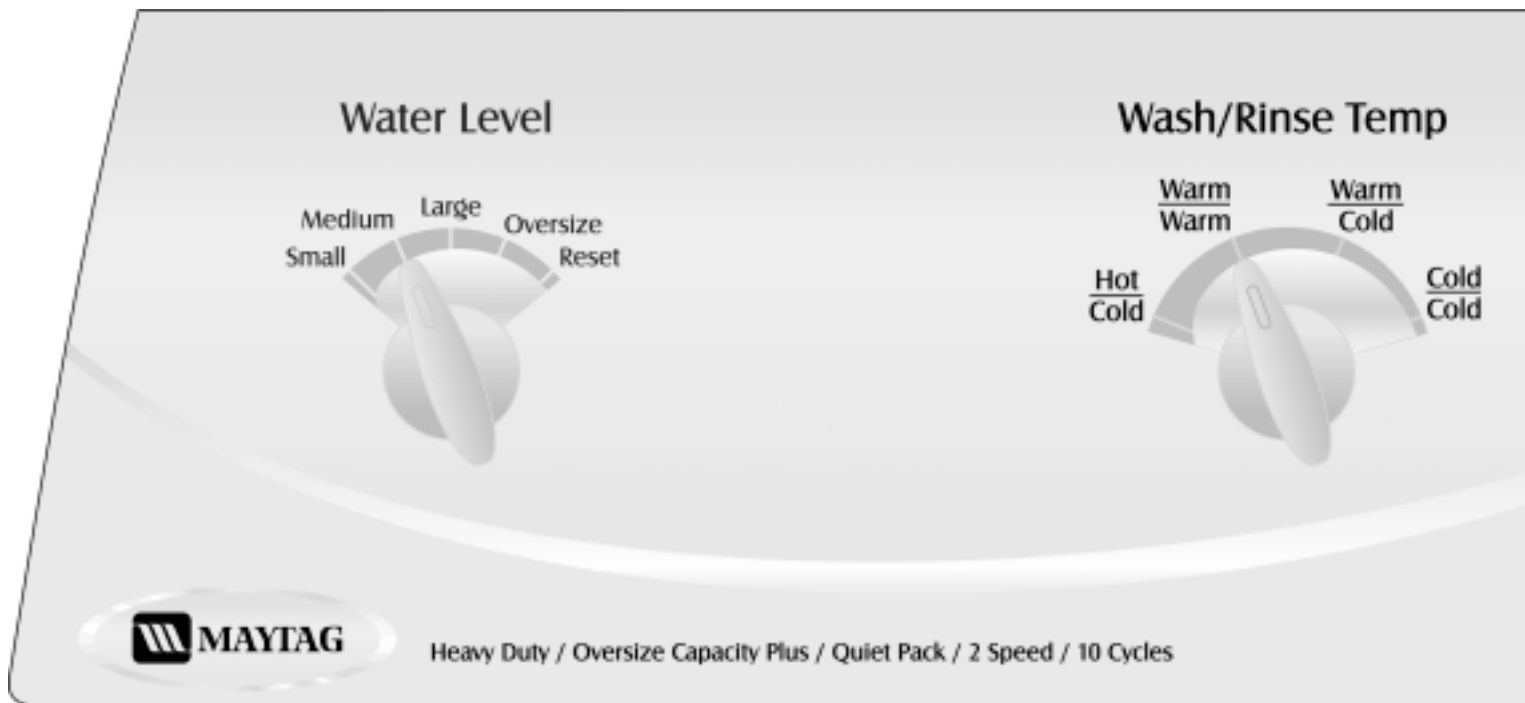 Water Level
Small
Medium
Large
Oversize
Reset
Wash/Rinse Temp
Hot
Cold
Warm
Warm
Warm
Cold
Cold
Cold
MAYTAG
Heavy Duty / Oversize Capacity Plus / Quiet Pack / 2 Speed / 10 Cycles